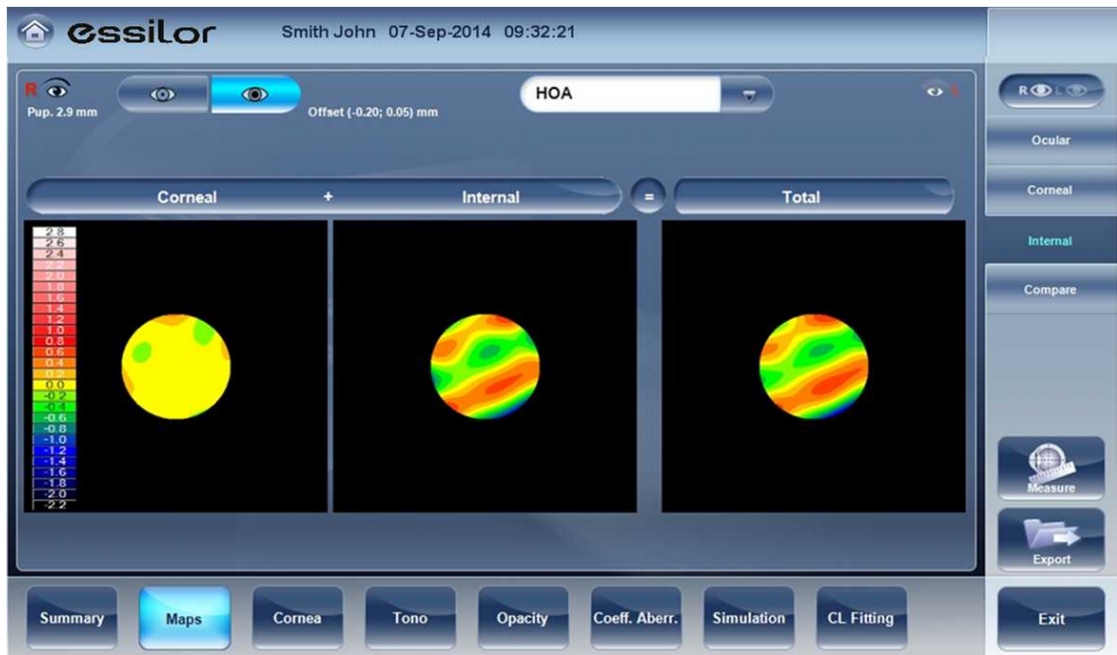 essilor
Smith John 07-Sep-2014 09:32:21
R
Pup. 2.9 mm
Offset (-0.20; 0.05) mm
HOA
R L
Ocular
Corneal
Internal
Compare
Corneal + Internal = Total
2.8
2.6
2.4
2.2
2.0
1.8
1.6
1.4
1.2
1.0
0.8
0.6
0.4
0.2
0.0
-0.2
-0.4
-0.6
-0.8
-1.0
-1.2
-1.4
-1.6
-1.8
-2.0
-2.2
Measure
Export
Summary Maps Cornea Tono Opacity Coeff. Aberr. Simulation CL Fitting Exit